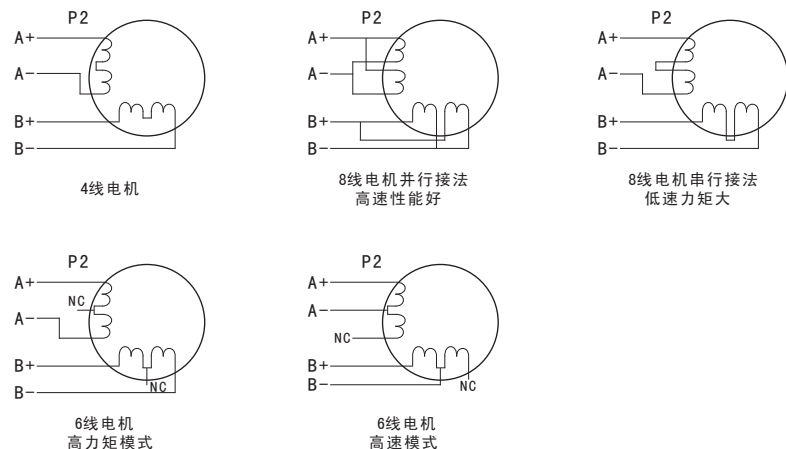 P2
A+
A-
B+
B-
4线电机
P2
A+
A-
B+
B-
8线电机并行接法
高速性能好
P2
A+
A-
B+
B-
8线电机串行接法
低速力矩大
P2
A+
NC
A-
B+
NC
B-
6线电机
高力矩模式
P2
A+
A-
NC
B+
B-
NC
6线电机
高速模式